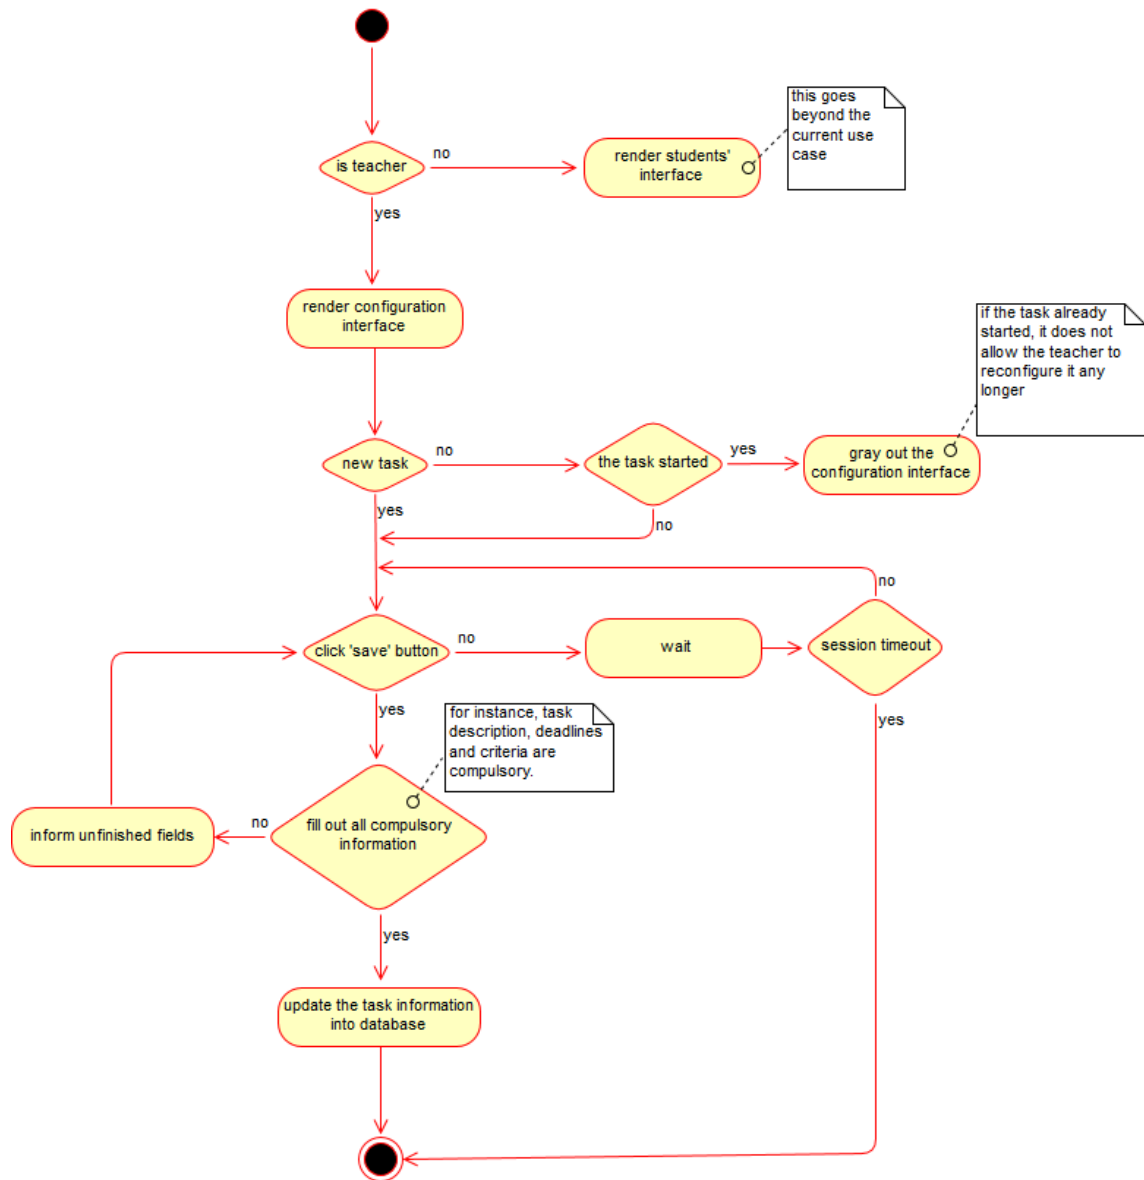 this goes
beyond the
current use
case
is teacher
no
render students'
interface
yes
render configuration
interface
if the task already
started, it does not
allow the teacher to
reconfigure it any
longer
new task
no
the task started
yes
gray out the
configuration interface
yes
no
no
click 'save' button
no
wait
session timeout
yes
yes
for instance, task
description, deadlines
and criteria are
compulsory.
inform unfinished fields
no
fill out all compulsory
information
yes
update the task information
into database